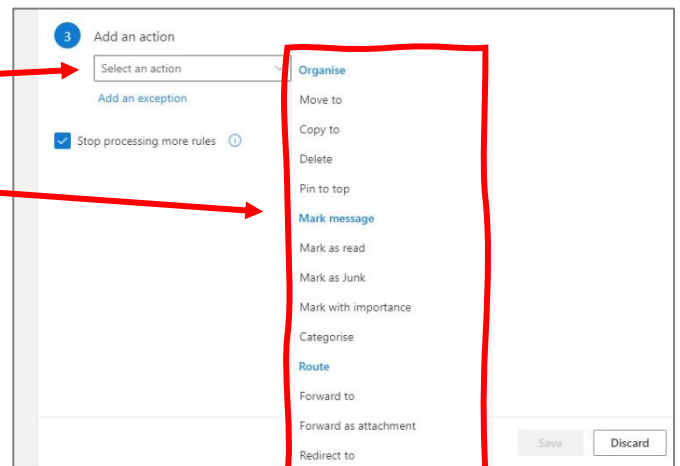 3 Add an action
Select an action
Add an exception
Stop processing more rules
Organise
Move to
Copy to
Delete
Pin to top
Mark message
Mark as read
Mark as Junk
Mark with importance
Categorise
Route
Forward to
Forward as attachment
Redirect to
Save Discard